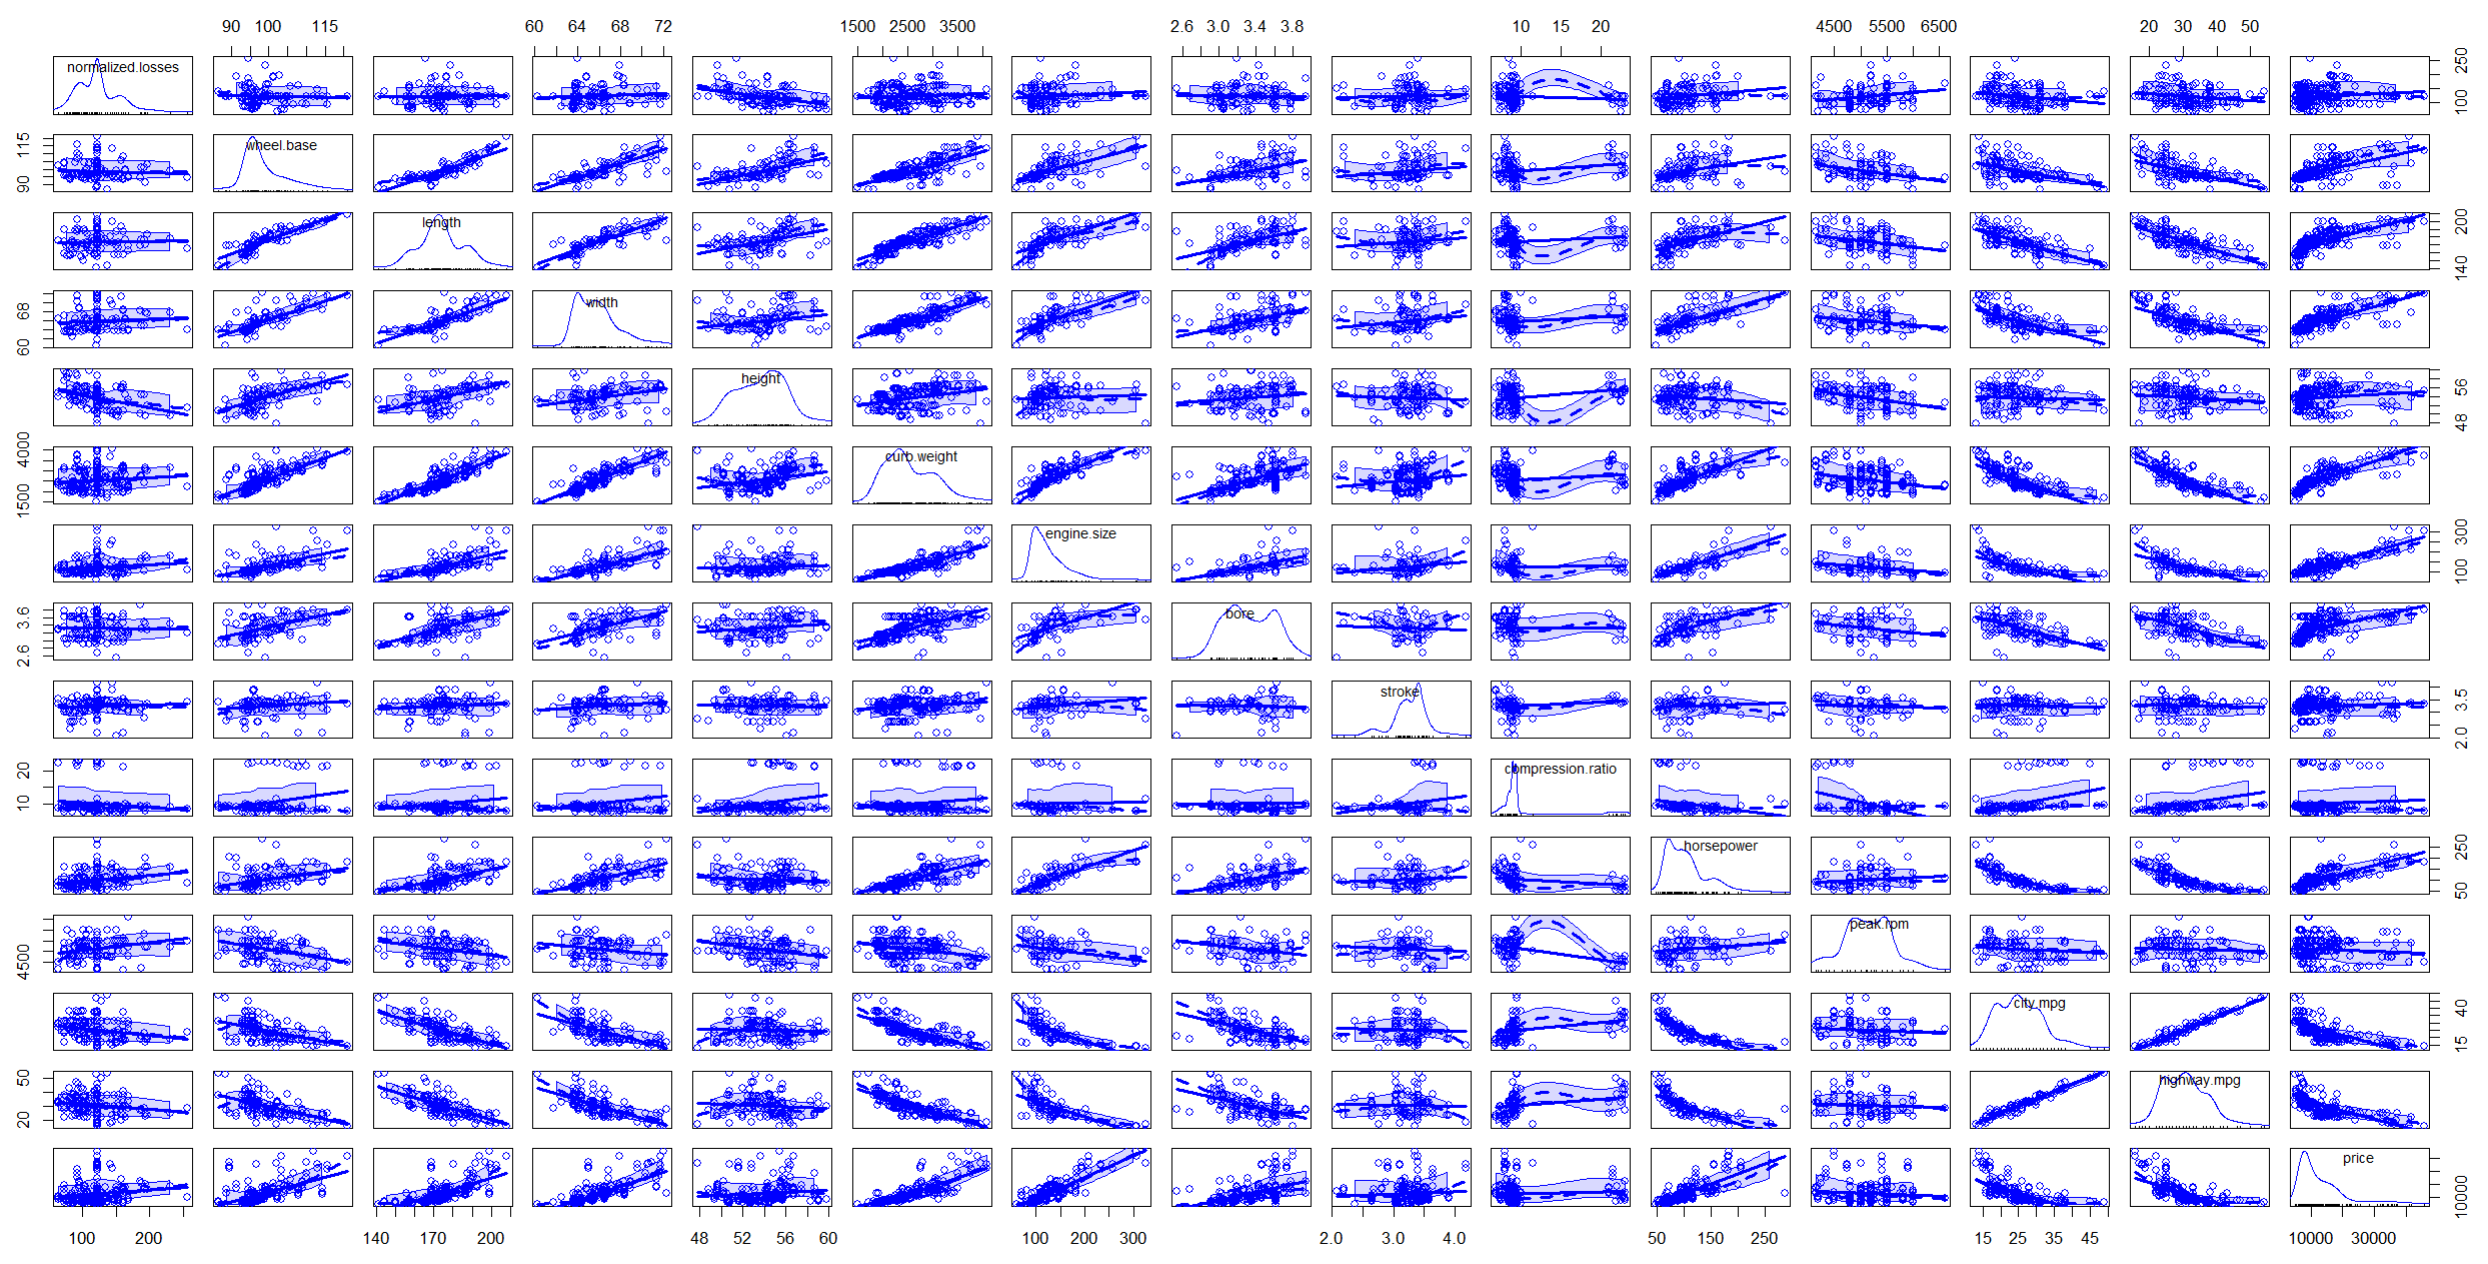 90 100 115
60 64 68 72
1500 2500 3500
2.6 3.0 3.4 3.8
10 15 20
4500 5500 6500
20 30 40 50
normalized.losses
100 250
90 115
wheel.base
length
140 200
60 68
width
height
48 56
1500 4000
curb.weight
engine.size
100 300
2.6 3.6
bore
stroke
2.0 3.5
10 20
compression.ratio
horsepower
50 250
4500
peak.rpm
city.mpg
15 40
20 50
highway.mpg
price
10000
100 200
140 170 200
48 52 56 60
100 200 300
2.0 3.0 4.0
50 150 250
15 25 35 45
10000 30000